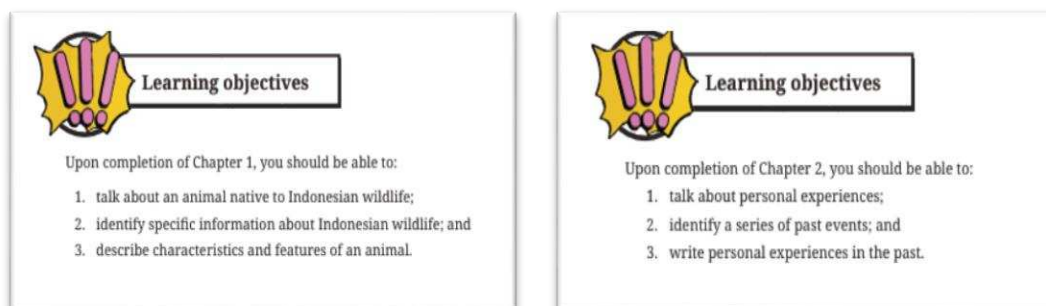 Learning objectives
Upon completion of Chapter 1, you should be able to:
1. talk about an animal native to Indonesian wildlife;
2. identify specific information about Indonesian wildlife; and
3. describe characteristics and features of an animal.
Learning objectives
Upon completion of Chapter 2, you should be able to:
1. talk about personal experiences;
2. identify a series of past events; and
3. write personal experiences in the past.